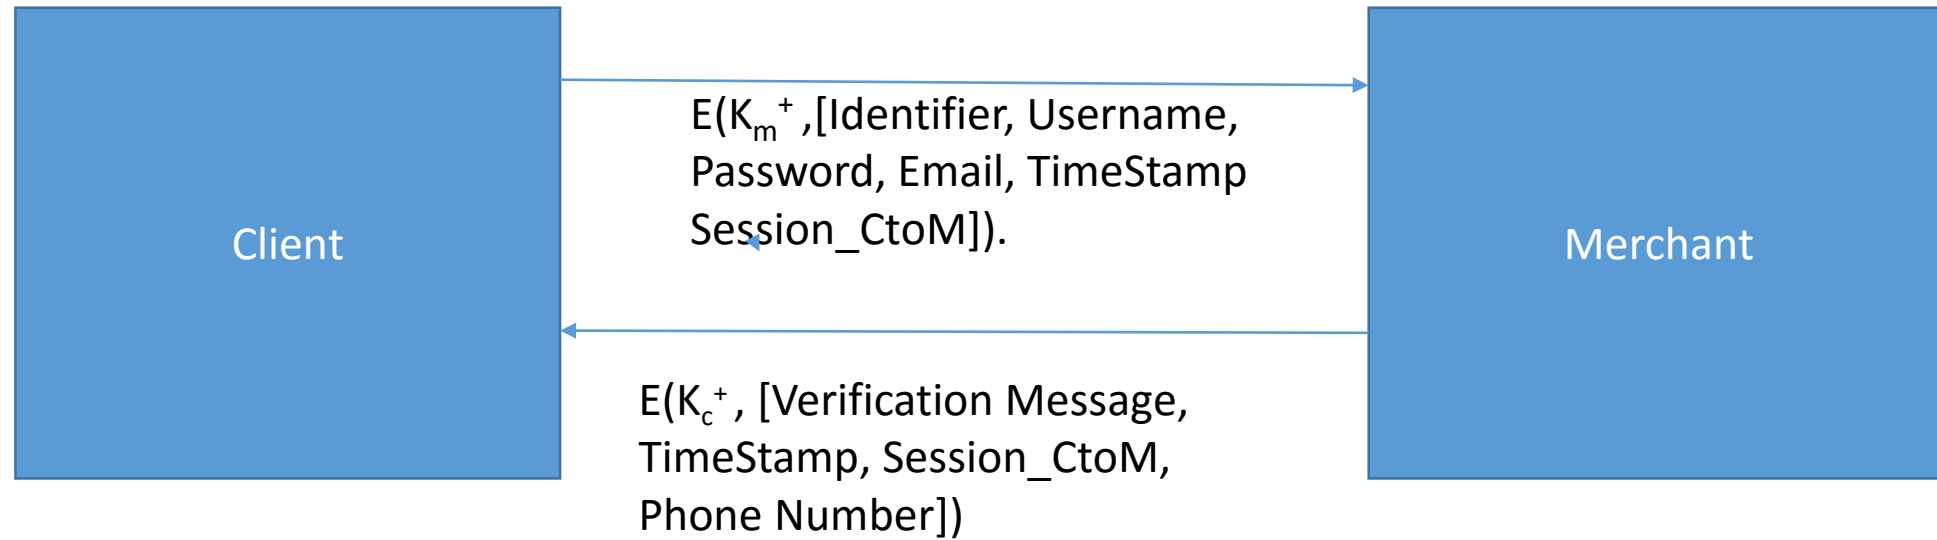 Client
E(Km+ ,[Identifier, Username,
Password, Email, TimeStamp
Session_CtoM]).
Merchant
E(Kc+ , [Verification Message,
TimeStamp, Session_CtoM,
Phone Number])